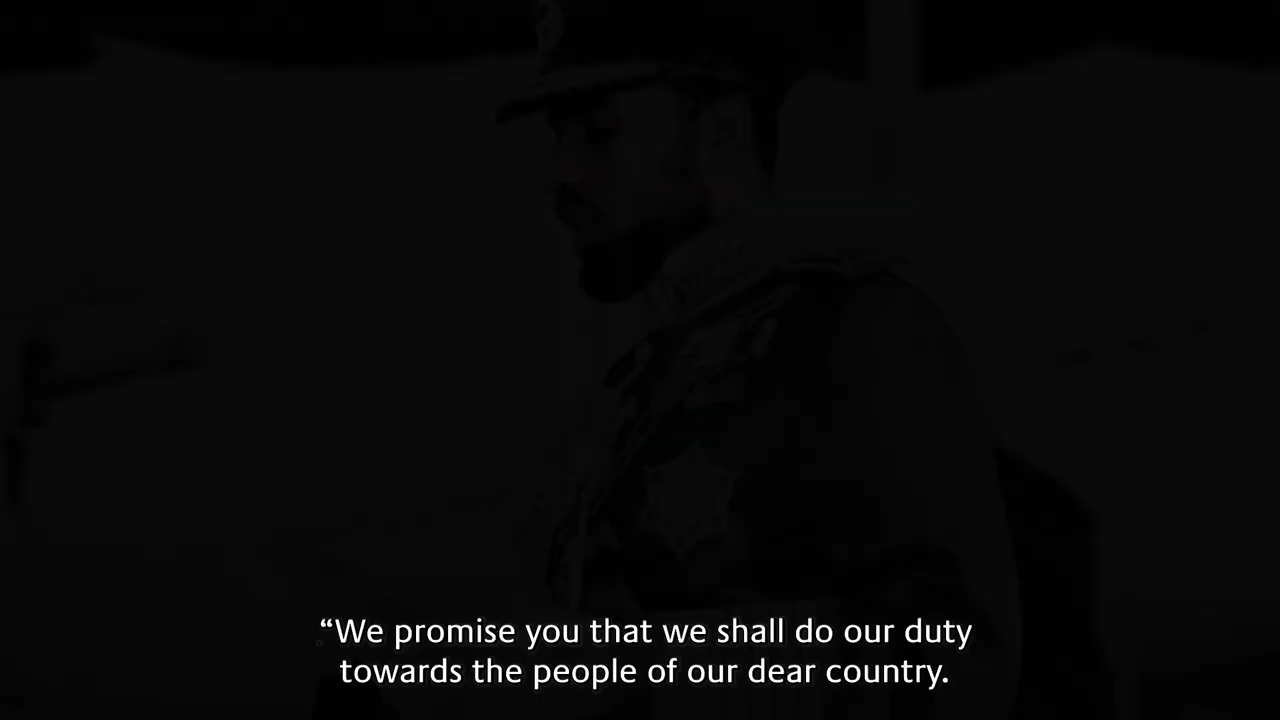 “We promise you that we shall do our duty
towards the people of our dear country.